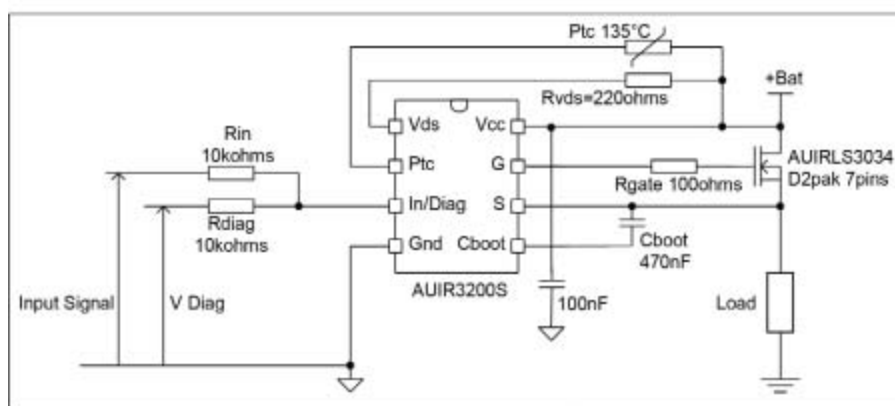 Ptc 135°C
+Bat
Rvds=220ohms
Rin
10kohms
Vds
Vcc
Ptc
G
AUIRLS3034
D2pak 7pins
Rgate 100ohms
In/Diag
S
Rdiag
10kohms
Gnd
Cboot
Cboot
470nF
AUIR3200S
Input Signal
V Diag
100nF
Load